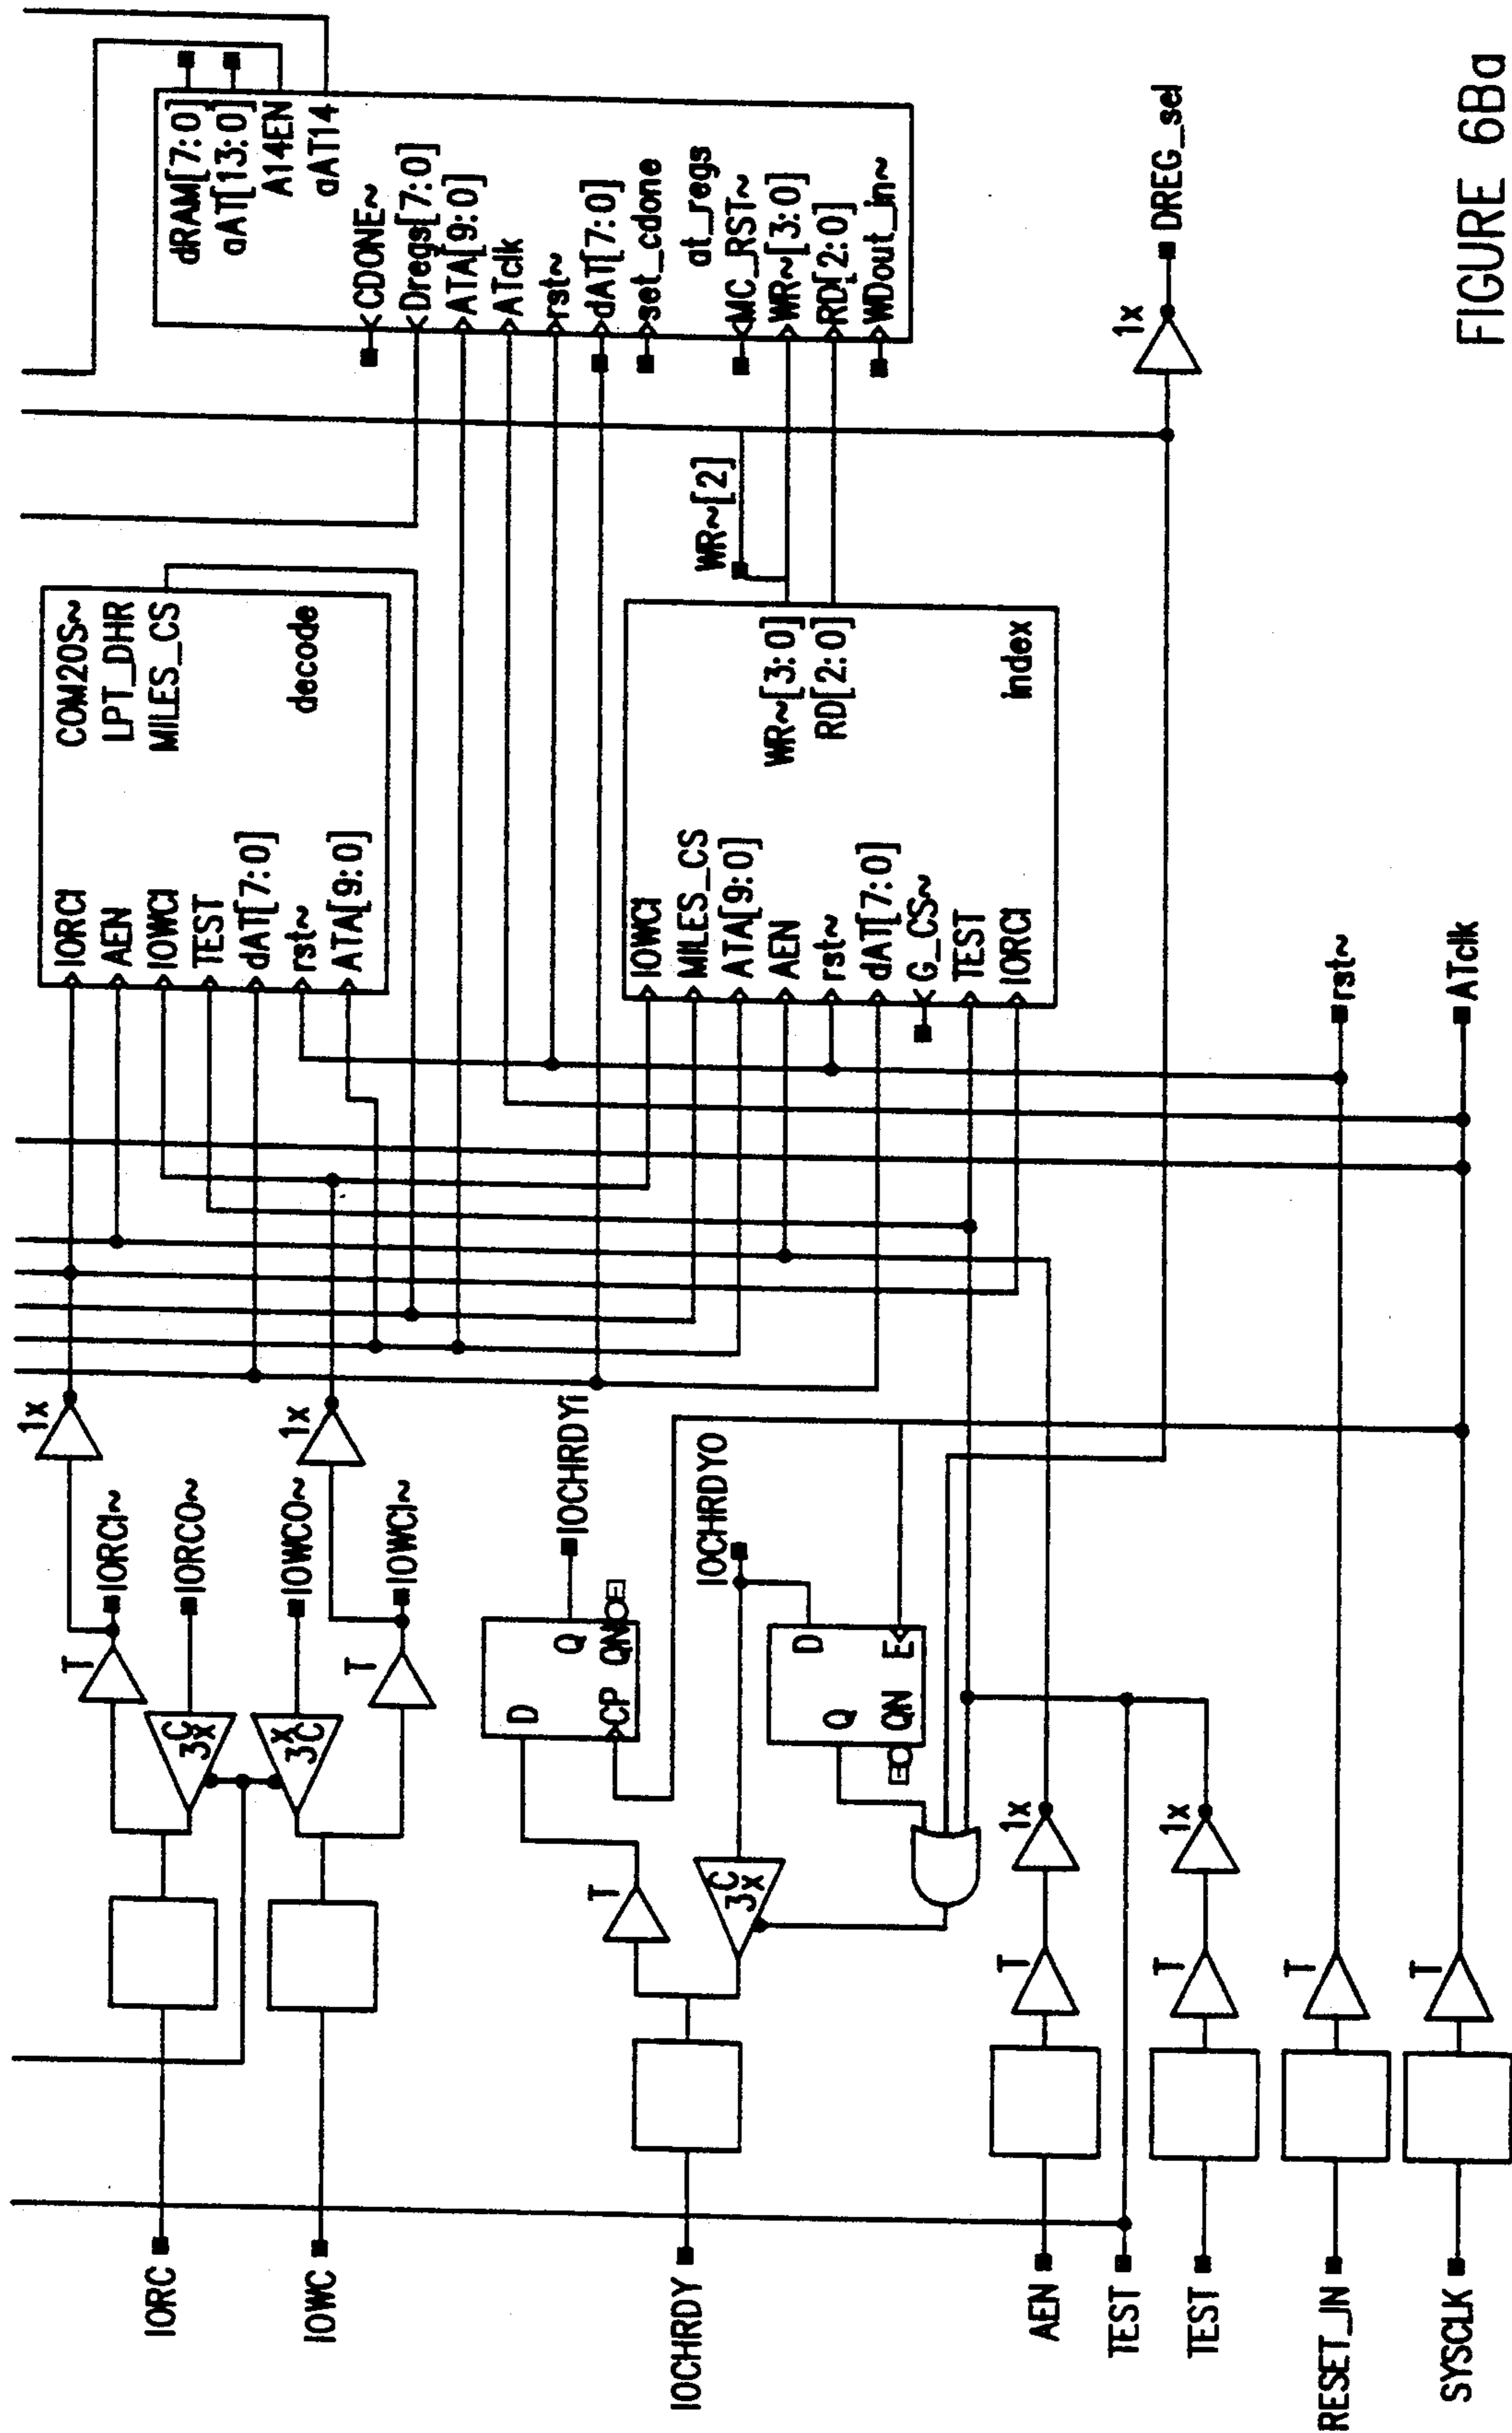 IORC
IOWC
IOCHRDY
AEN
TEST
TEST
RESET_IN
SYSCLK
T
IORCI~
C
3x
IORCO~
x
3C
IOWCO~
T
IOWCI~
1x
1x
T
D
Q
CP
QN
E
IOCHRDYi
C
3x
IOCHRDYO
D
Q
E
QN
E
T
1x
T
1x
T
T
IORCI
AEN
IOWCI
TEST
dAT[7:0]
rst~
ATA[9:0]
COM20S~
LPT_DHR
MILES_CS
decode
IOWCI
MILES_CS
ATA[9:0]
AEN
rst~
dAT[7:0]
G_CS~
TEST
IORCI
WR~[3:0]
RD[2:0]
index
WR~[2]
dRAM[7:0]
aAT[13:0]
A14EN
aAT14
CDONE~
Dregs[7:0]
ATA[9:0]
ATclk
rst~
dAT[7:0]
set_cdone
at_regs
MC_RST~
WR~[3:0]
RD[2:0]
WDout_in~
1x
DREG_sel
rst~
ATclk
FIGURE 6Ba